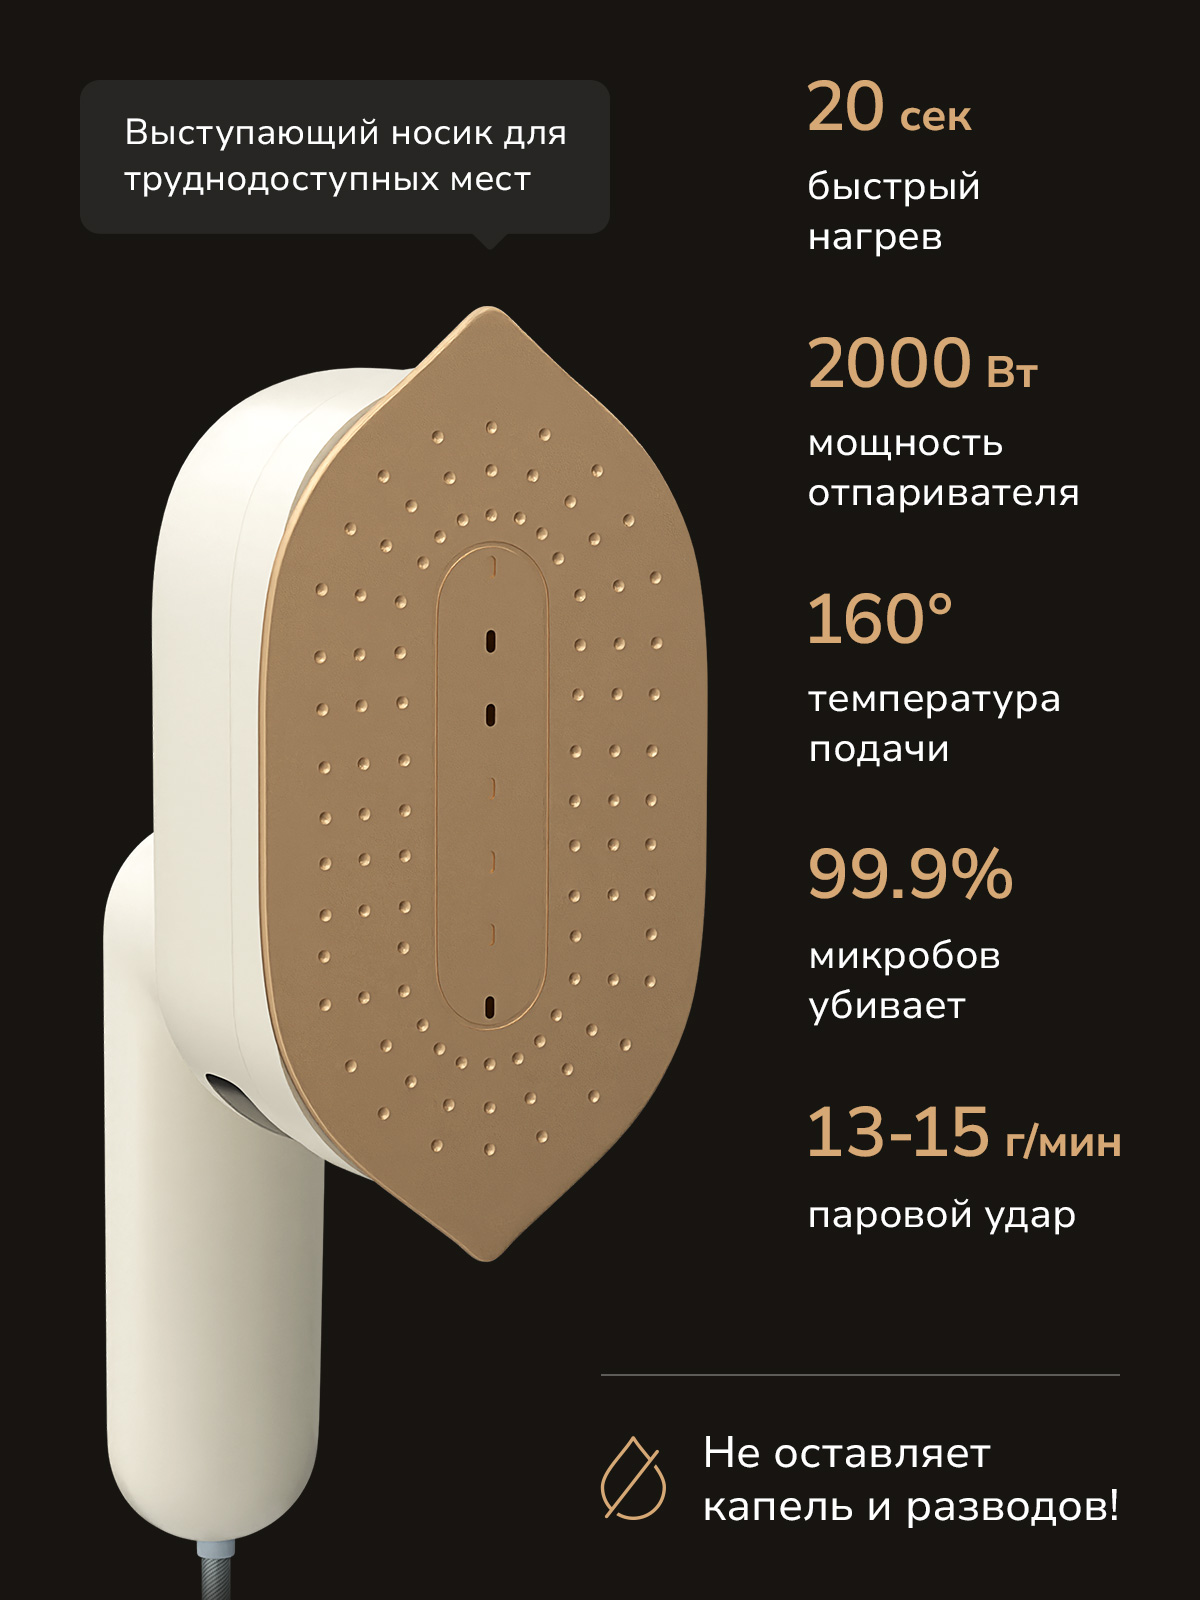 Выступающий носик для
труднодоступных мест
20 сек
быстрый
нагрев
2000 Вт
мощность
отпаривателя
160°
температура
подачи
99.9%
микробов
убивает
13-15 г/мин
паровой удар
Не оставляет
капель и разводов!